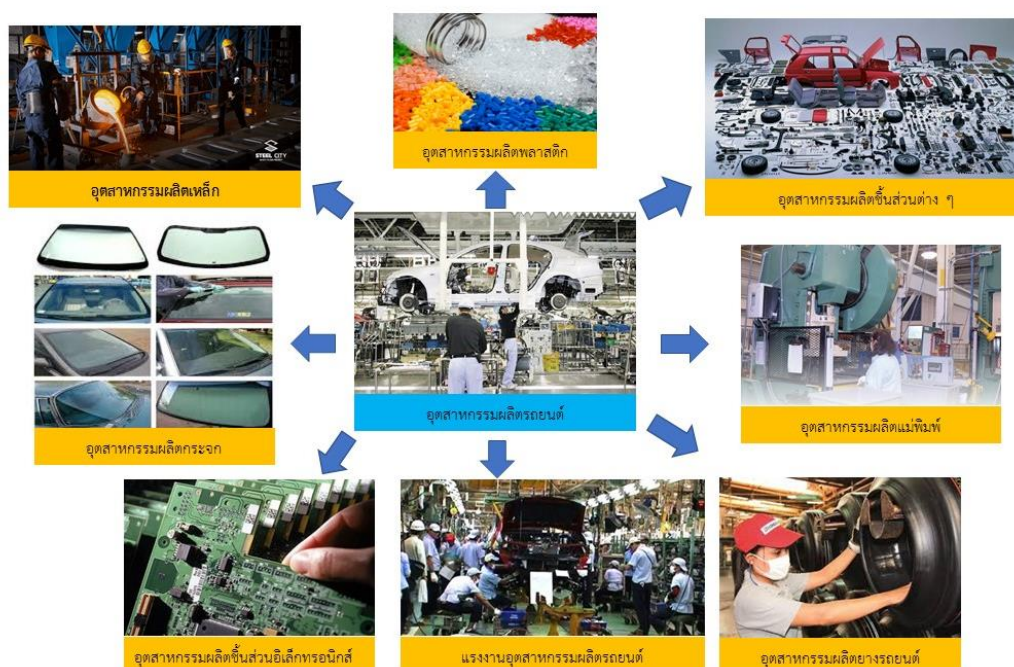 STEEL CITY
อุตสาหกรรมผลิตเหล็ก
อุตสาหกรรมผลิตพลาสติก
อุตสาหกรรมผลิตชิ้นส่วนต่าง ๆ
อุตสาหกรรมผลิตกระจก
อุตสาหกรรมผลิตรถยนต์
อุตสาหกรรมผลิตแม่พิมพ์
อุตสาหกรรมผลิตชิ้นส่วนอิเล็กทรอนิกส์
แรงงานอุตสาหกรรมผลิตรถยนต์
อุตสาหกรรมผลิตยางรถยนต์